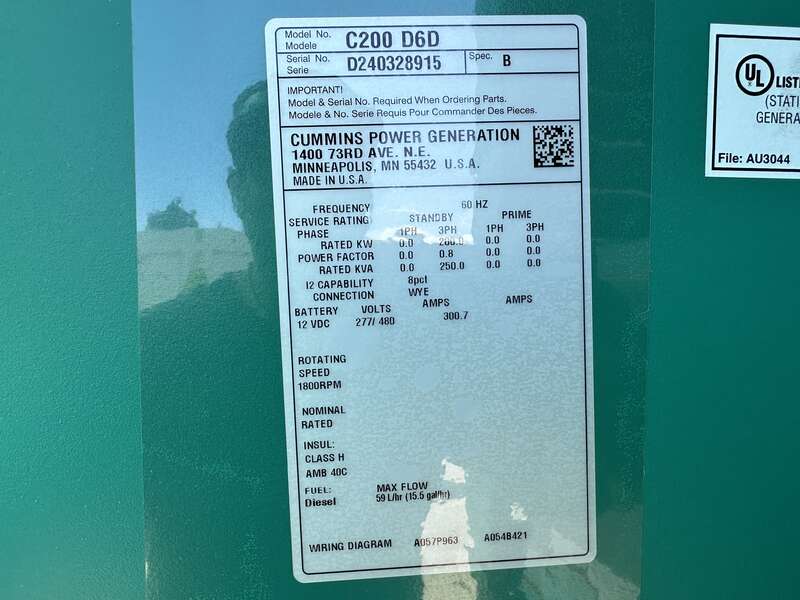 Model No. C200 D6D
Modele
Serial No. D240328915 Spec. B
Serie
IMPORTANT!
Model & Serial No. Required When Ordering Parts.
Modele & No. Serie Requis Pour Commander Des Pieces.
CUMMINS POWER GENERATION
1400 73RD AVE. N.E.
MINNEAPOLIS, MN 55432 U.S.A.
MADE IN U.S.A.
FREQUENCY 60 HZ
SERVICE RATING: STANDBY PRIME
PHASE 1PH 3PH 1PH 3PH
RATED KW 0.0 200.0 0.0 0.0
POWER FACTOR 0.0 0.8 0.0 0.0
RATED KVA 0.0 250.0 0.0 0.0
I2 CAPABILITY 8pct
CONNECTION WYE
BATTERY VOLTS AMPS AMPS
12 VDC 277/ 480 300.7
ROTATING
SPEED
1800RPM
NOMINAL
RATED
INSUL:
CLASS H
AMB 40C
FUEL: MAX FLOW
Diesel 59 L/hr (15.5 gal/hr)
WIRING DIAGRAM A057P963 A054B421
UL LISTE
(STATI
GENERA
File: AU3044